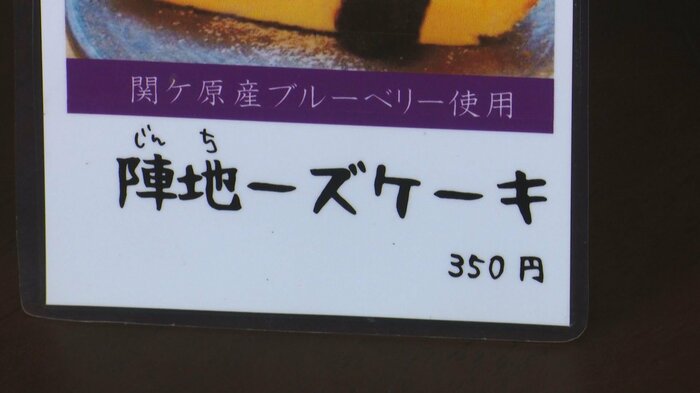 関ケ原産ブルーベリー使用
じんち
陣地ーズケーキ
350円